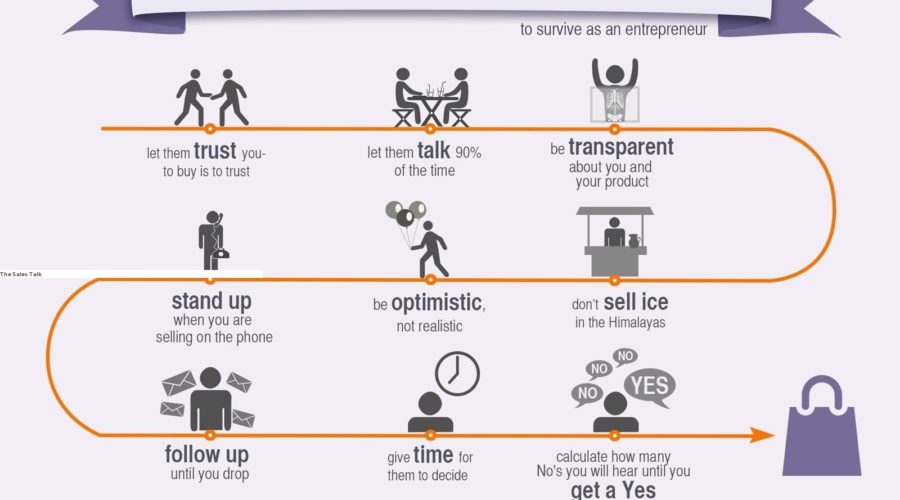 to survive as an entrepreneur
let them trust you-
to buy is to trust
let them talk 90%
of the time
be transparent
about you and
your product
The Sales Talk
stand up
when you are
selling on the phone
be optimistic,
not realistic
don't sell ice
in the Himalayas
NO
NO
NO
YES
follow up
until you drop
give time for
them to decide
calculate how many
No's you will hear until you
get a Yes